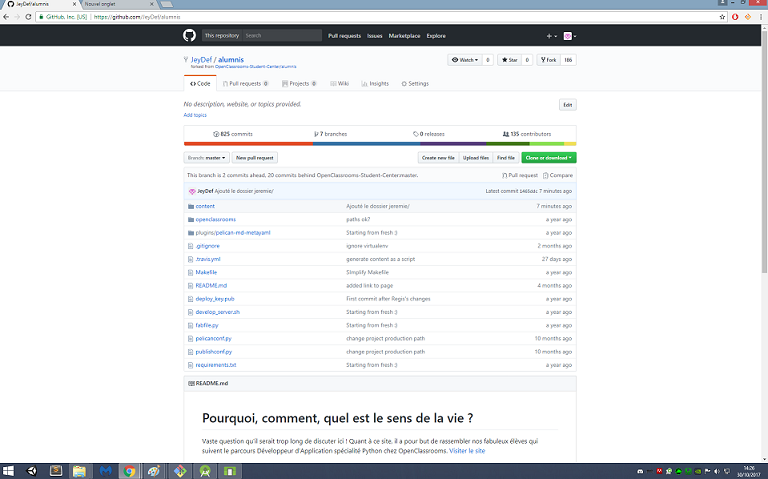 JeyDef/alumnis
Nouvel onglet
GitHub, Inc. [US] | https://github.com/JeyDef/alumnis
This repository Search Pull requests Issues Marketplace Explore
JeyDef / alumnis
forked from OpenClassrooms-Student-Center/alumnis
Watch 0 Star 0 Fork 186
Code Pull requests 0 Projects 0 Wiki Insights Settings
No description, website, or topics provided. Edit
Add topics
825 commits 7 branches 0 releases 135 contributors
Branch: master New pull request Create new file Upload files Find file Clone or download
This branch is 2 commits ahead, 20 commits behind OpenClassrooms-Student-Center:master. Pull request Compare
JeyDef Ajouté le dossier jeremie/ Latest commit 7 minutes ago
content Ajouté le dossier jeremie/ 7 minutes ago
openclassrooms paths ok? a year ago
plugins/pelican-md-metayaml Starting from fresh :) a year ago
.gitignore ignore virtualenv 2 months ago
.travis.yml generate content as a script 27 days ago
Makefile Simplify Makefile a year ago
README.md added link to page 4 months ago
deploy_key.pub First commit after Regis's changes a year ago
develop_server.sh Starting from fresh :) a year ago
fabfile.py Starting from fresh :) a year ago
pelicanconf.py change project production path 10 months ago
publishconf.py change project production path 10 months ago
requirements.txt Starting from fresh :) a year ago
README.md
Pourquoi, comment, quel est le sens de la vie ?
Vaste question qu'il serait trop long de discuter ici ! Quant à ce site, il a pour but de rassembler nos fabuleux élèves qui
suivent le parcours Développeur d'Application spécialité Python chez OpenClassrooms. Visiter le site
14:26
30/10/2017